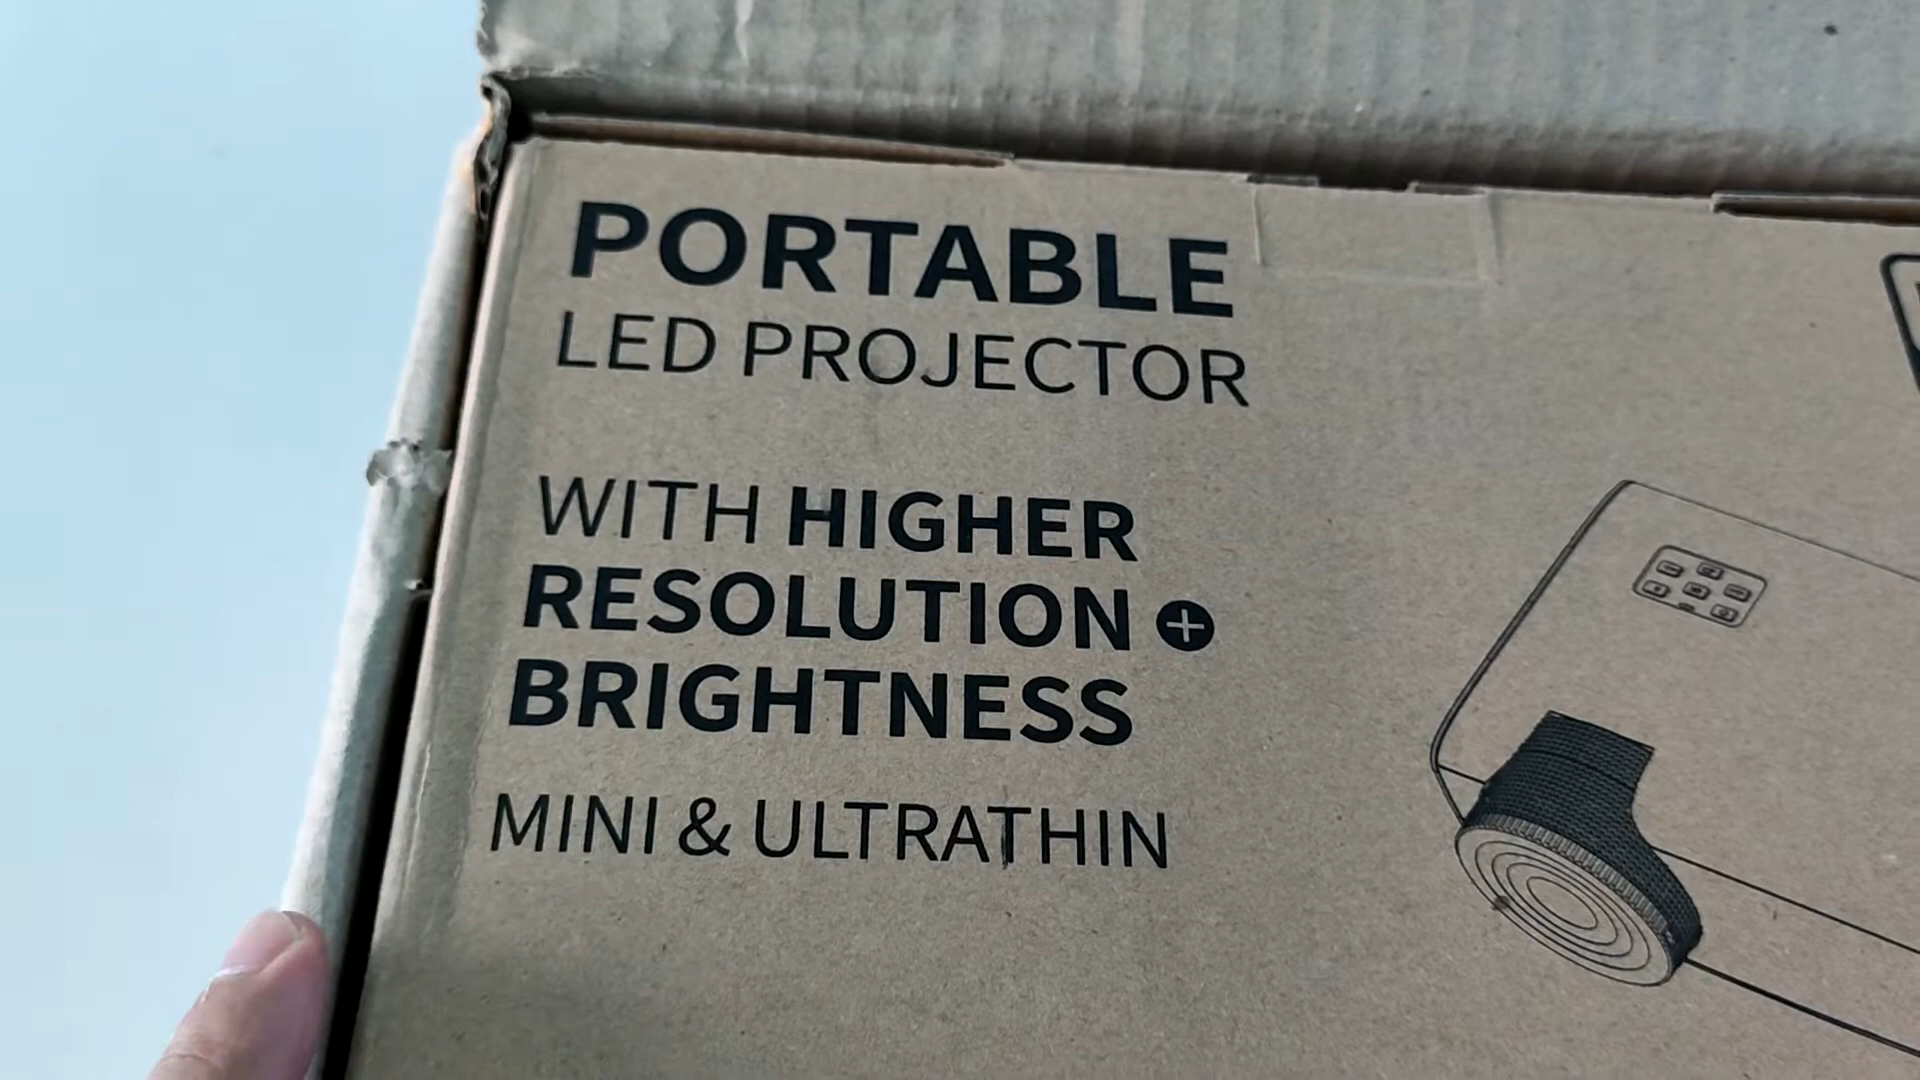 PORTABLE
LED PROJECTOR
WITH HIGHER
RESOLUTION +
BRIGHTNESS
MINI & ULTRATHIN